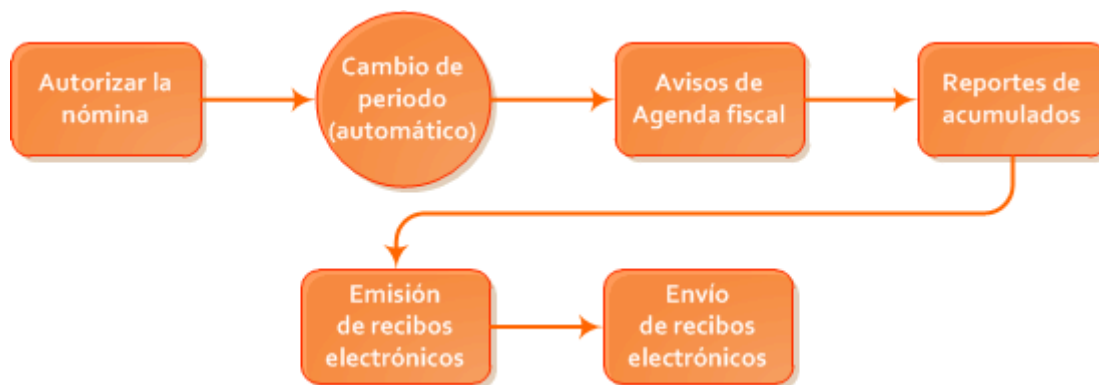 Autorizar la
nómina
Cambio de
periodo
(automático)
Avisos de
Agenda fiscal
Reportes de
acumulados
Emisión
de recibos
electrónicos
Envío
de recibos
electrónicos